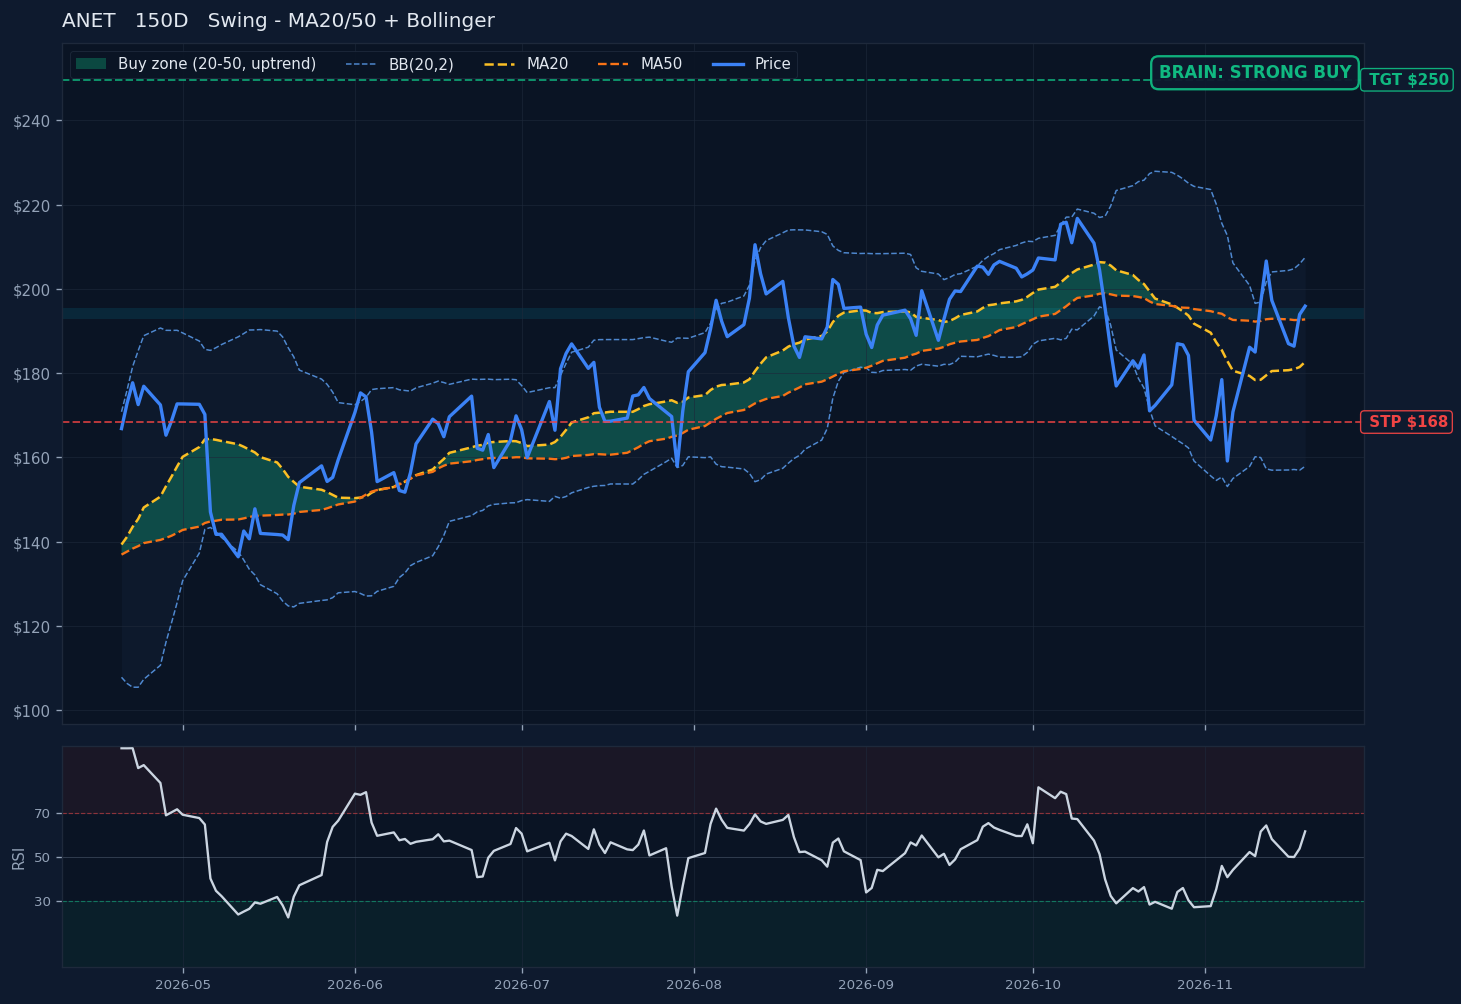 ANET 150D Swing - MA20/50 + Bollinger
Buy zone (20-50, uptrend) BB(20,2) MA20 MA50 Price
BRAIN: STRONG BUY
TGT $250
$240
$220
$200
$180
STP $168
$160
$140
$120
$100
70
50
30
RSI
2026-05 2026-06 2026-07 2026-08 2026-09 2026-10 2026-11